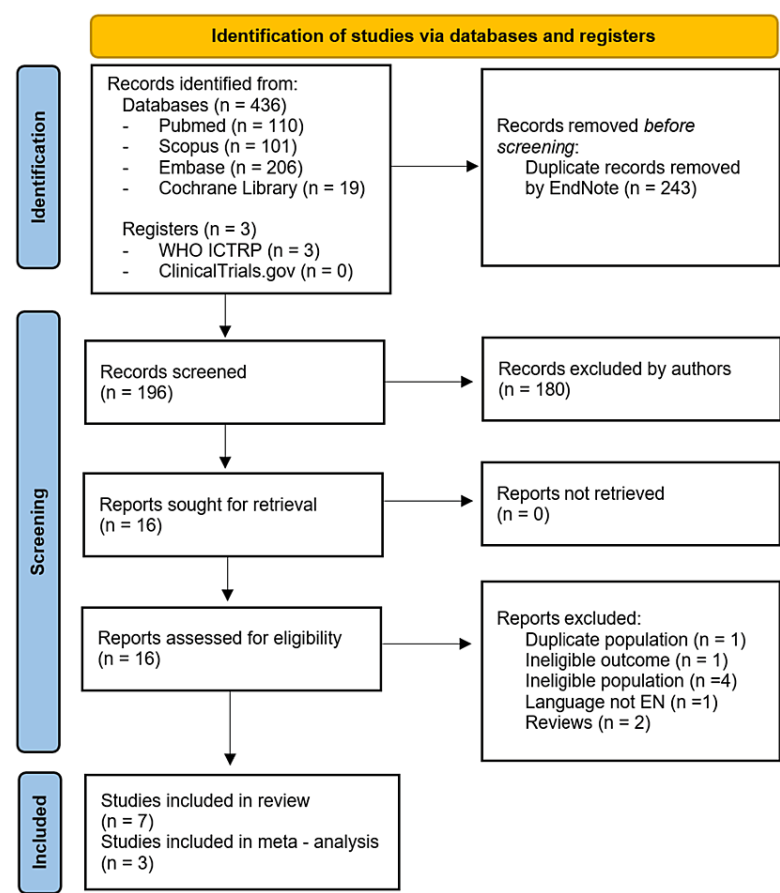 Identification of studies via databases and registers
Identification
Records identified from:
Databases (n = 436)
- Pubmed (n = 110)
- Scopus (n = 101)
- Embase (n = 206)
- Cochrane Library (n = 19)
Registers (n = 3)
- WHO ICTRP (n = 3)
- ClinicalTrials.gov (n = 0)
Records removed before
screening:
Duplicate records removed
by EndNote (n = 243)
Screening
Records screened
(n = 196)
Records excluded by authors
(n = 180)
Reports sought for retrieval
(n = 16)
Reports not retrieved
(n = 0)
Reports assessed for eligibility
(n = 16)
Reports excluded:
Duplicate population (n = 1)
Ineligible outcome (n = 1)
Ineligible population (n =4)
Language not EN (n =1)
Reviews (n = 2)
Included
Studies included in review
(n = 7)
Studies included in meta - analysis
(n = 3)